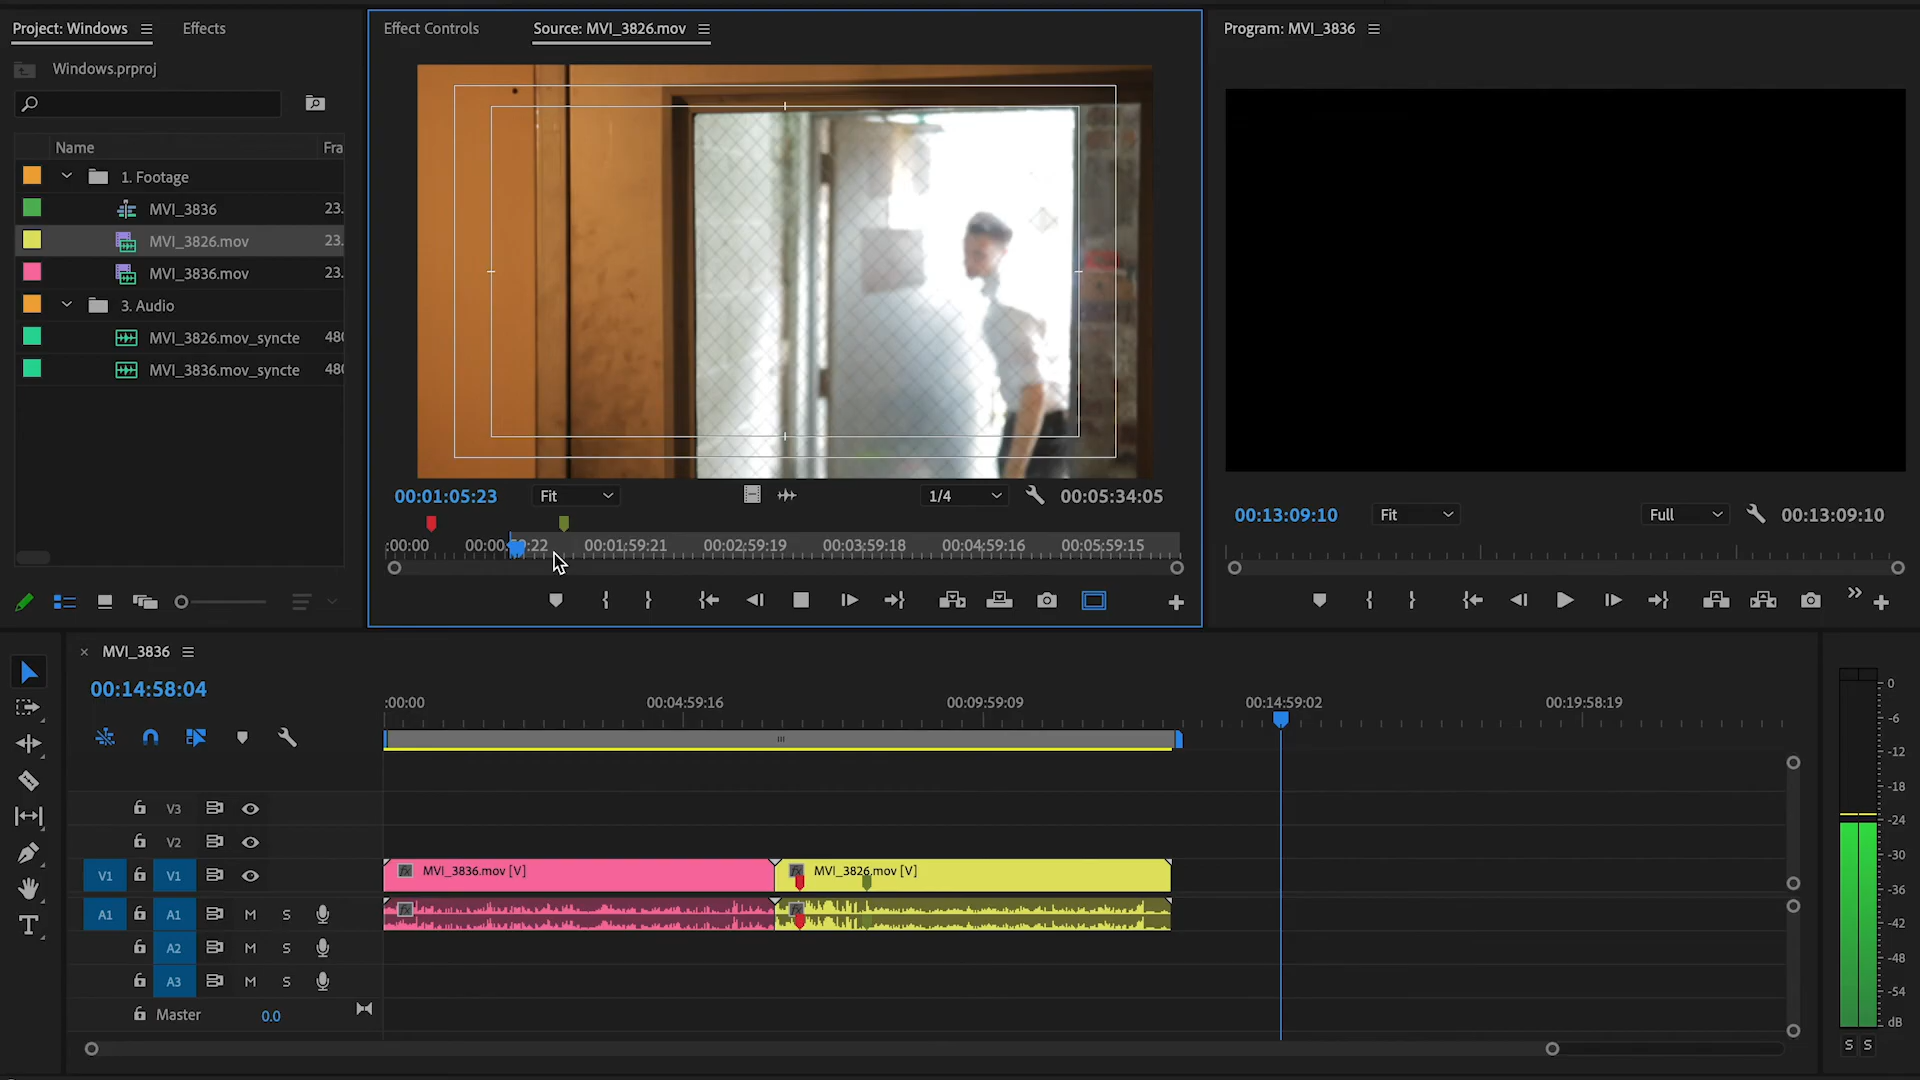 Project: Windows
Effects
Windows.prproj
Name
Fra
1. Footage
MVI_3836
23.
MVI_3826.mov
23.
MVI_3836.mov
23.
3. Audio
MVI_3826.mov_syncte
480
MVI_3836.mov_syncte
480
Effect Controls
Source: MVI_3826.mov
00:01:05:23
Fit
1/4
00:05:34:05
:00:00
00:01:59:21
00:02:59:19
00:03:59:18
00:04:59:16
00:05:59:15
Program: MVI_3836
00:13:09:10
Fit
Full
00:13:09:10
× MVI_3836
00:14:58:04
:00:00
00:04:59:16
00:09:59:09
00:14:59:02
00:19:58:19
V3
V2
V1 V1
fx MVI_3836.mov [V]
fx MVI_3826.mov [V]
A1 A1 M S
A2 M S
A3 M S
Master 0.0
0
-6
-12
-18
-24
-30
-36
-42
-48
-54
dB
S S